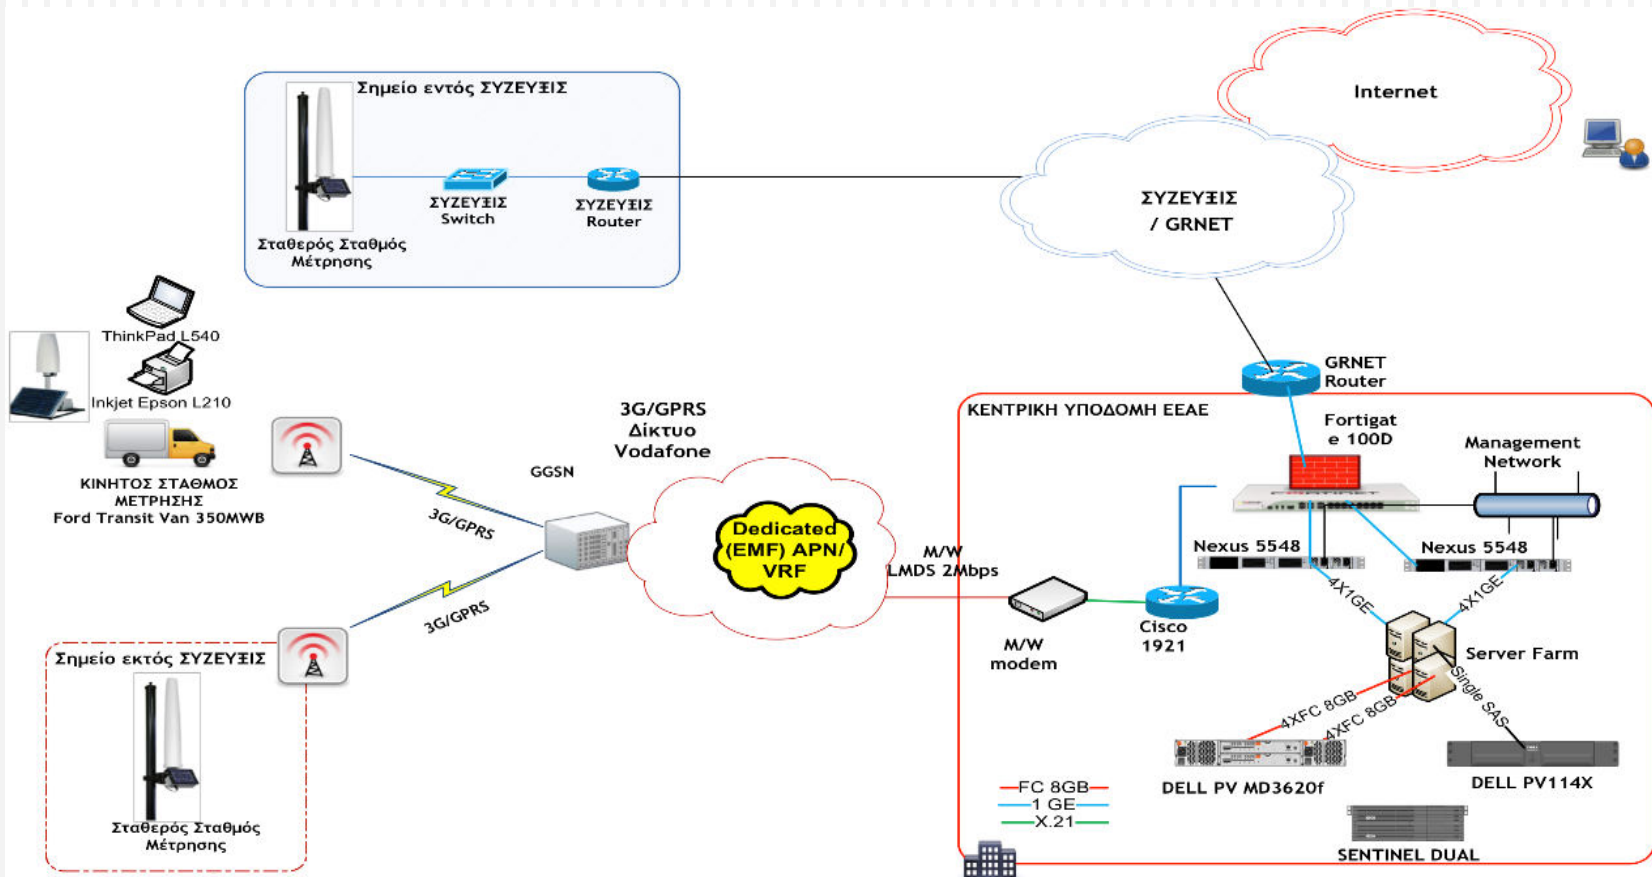 Σημείο εντός ΣΥΖΕΥΞΙΣ
Internet
ΣΥΖΕΥΞΙΣ
Switch
ΣΥΖΕΥΞΙΣ
Router
ΣΥΖΕΥΞΙΣ
/ GRNET
Σταθερός Σταθμός
Μέτρησης
ThinkPad L540
Inkjet Epson L210
ΚΙΝΗΤΟΣ ΣΤΑΘΜΟΣ
ΜΕΤΡΗΣΗΣ
Ford Transit Van 350MWB
3G/GPRS
Δίκτυο
Vodafone
GGSN
3G/GPRS
3G/GPRS
Dedicated
(EMF) APN/
VRF
M/W
LMDS 2Mbps
GRNET
Router
ΚΕΝΤΡΙΚΗ ΥΠΟΔΟΜΗ ΕΕΑΕ
Fortigat
e 100D
FORTINET
Management
Network
Nexus 5548
Nexus 5548
4X1GE
4X1GE
M/W
modem
Cisco
1921
Server Farm
Single SAS
4XFC 8GB
4XFC 8GB
DELL PV MD3620f
DELL PV114X
FC 8GB
1 GE
X.21
SENTINEL DUAL
Σημείο εκτός ΣΥΖΕΥΞΙΣ
Σταθερός Σταθμός
Μέτρησης